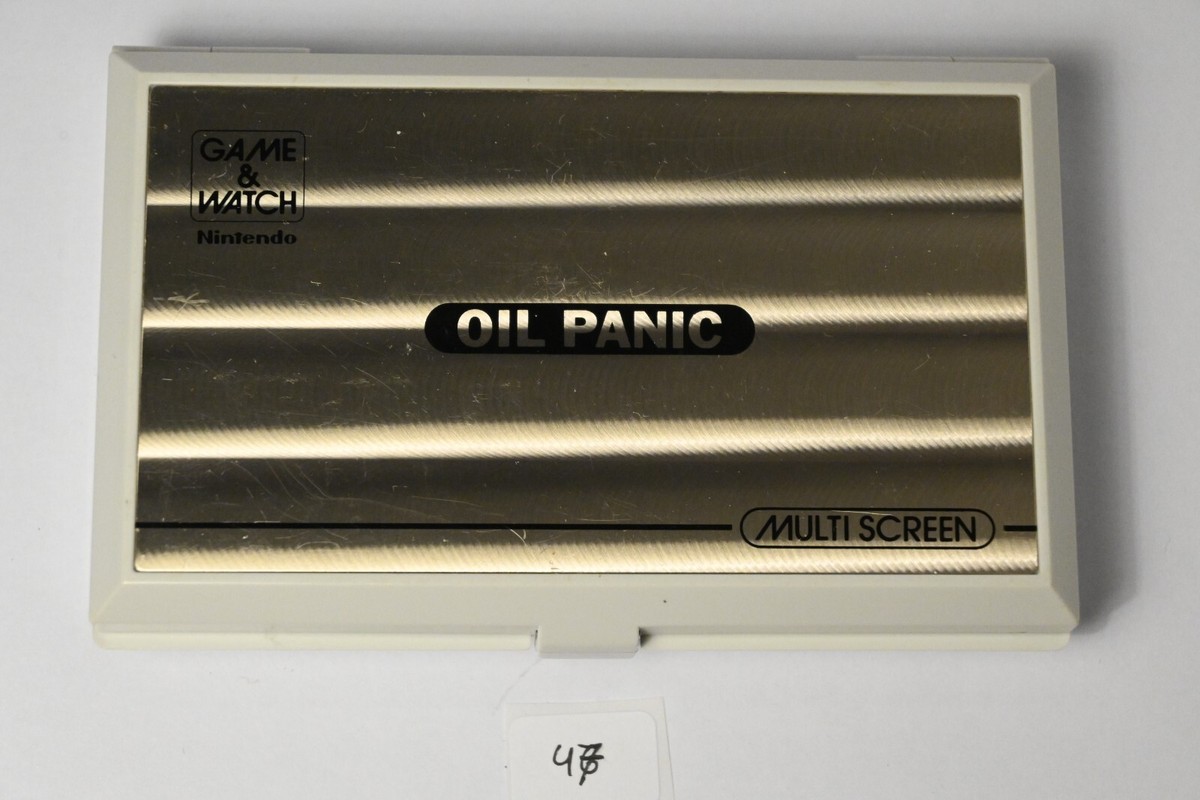 GAME
&
WATCH
Nintendo
OIL PANIC
MULTI SCREEN